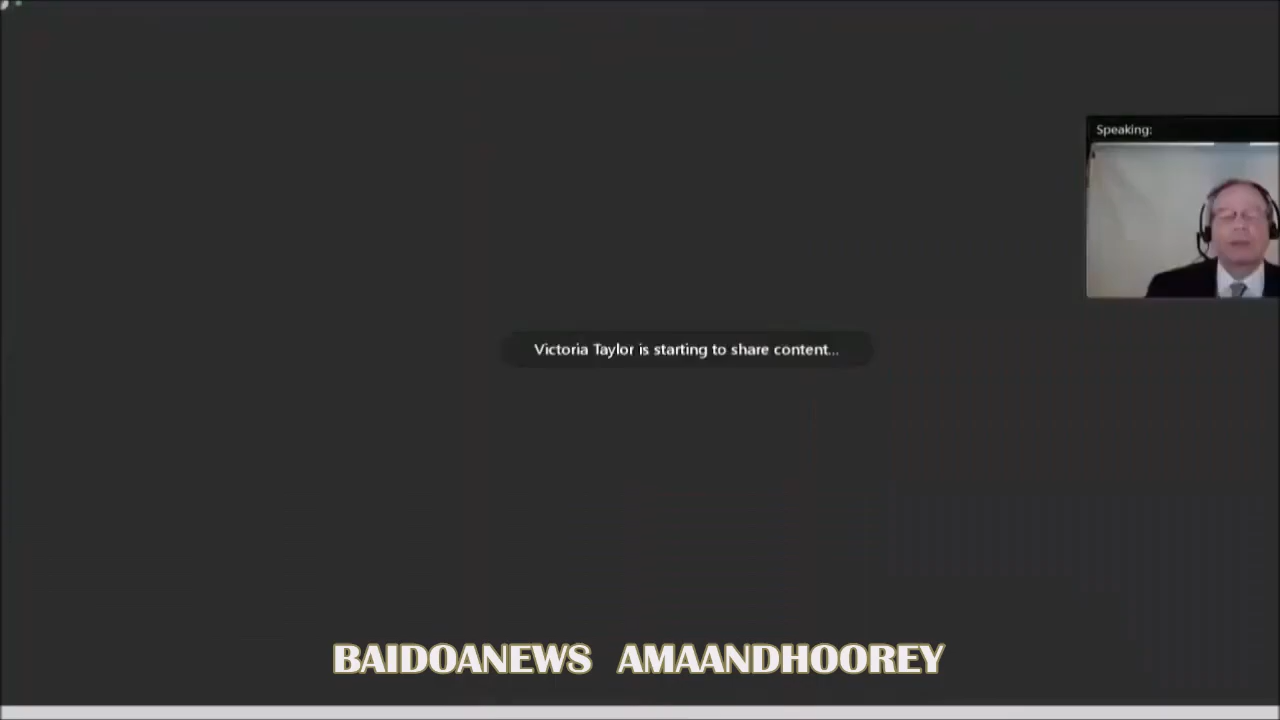 Speaking:
Victoria Taylor is starting to share content...
BAIDOANEWS AMAANDHOOREY